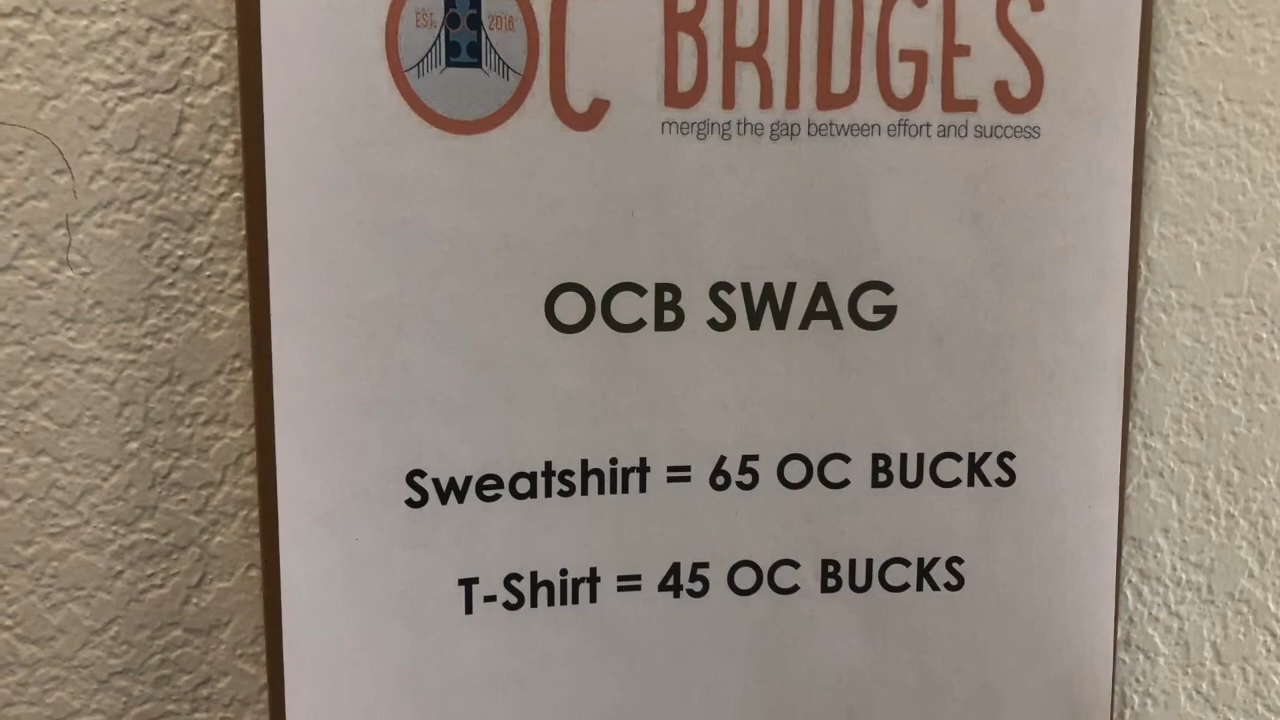 EST. 2016
OC BRIDGES
merging the gap between effort and success
OCB SWAG
Sweatshirt = 65 OC BUCKS
T-Shirt = 45 OC BUCKS